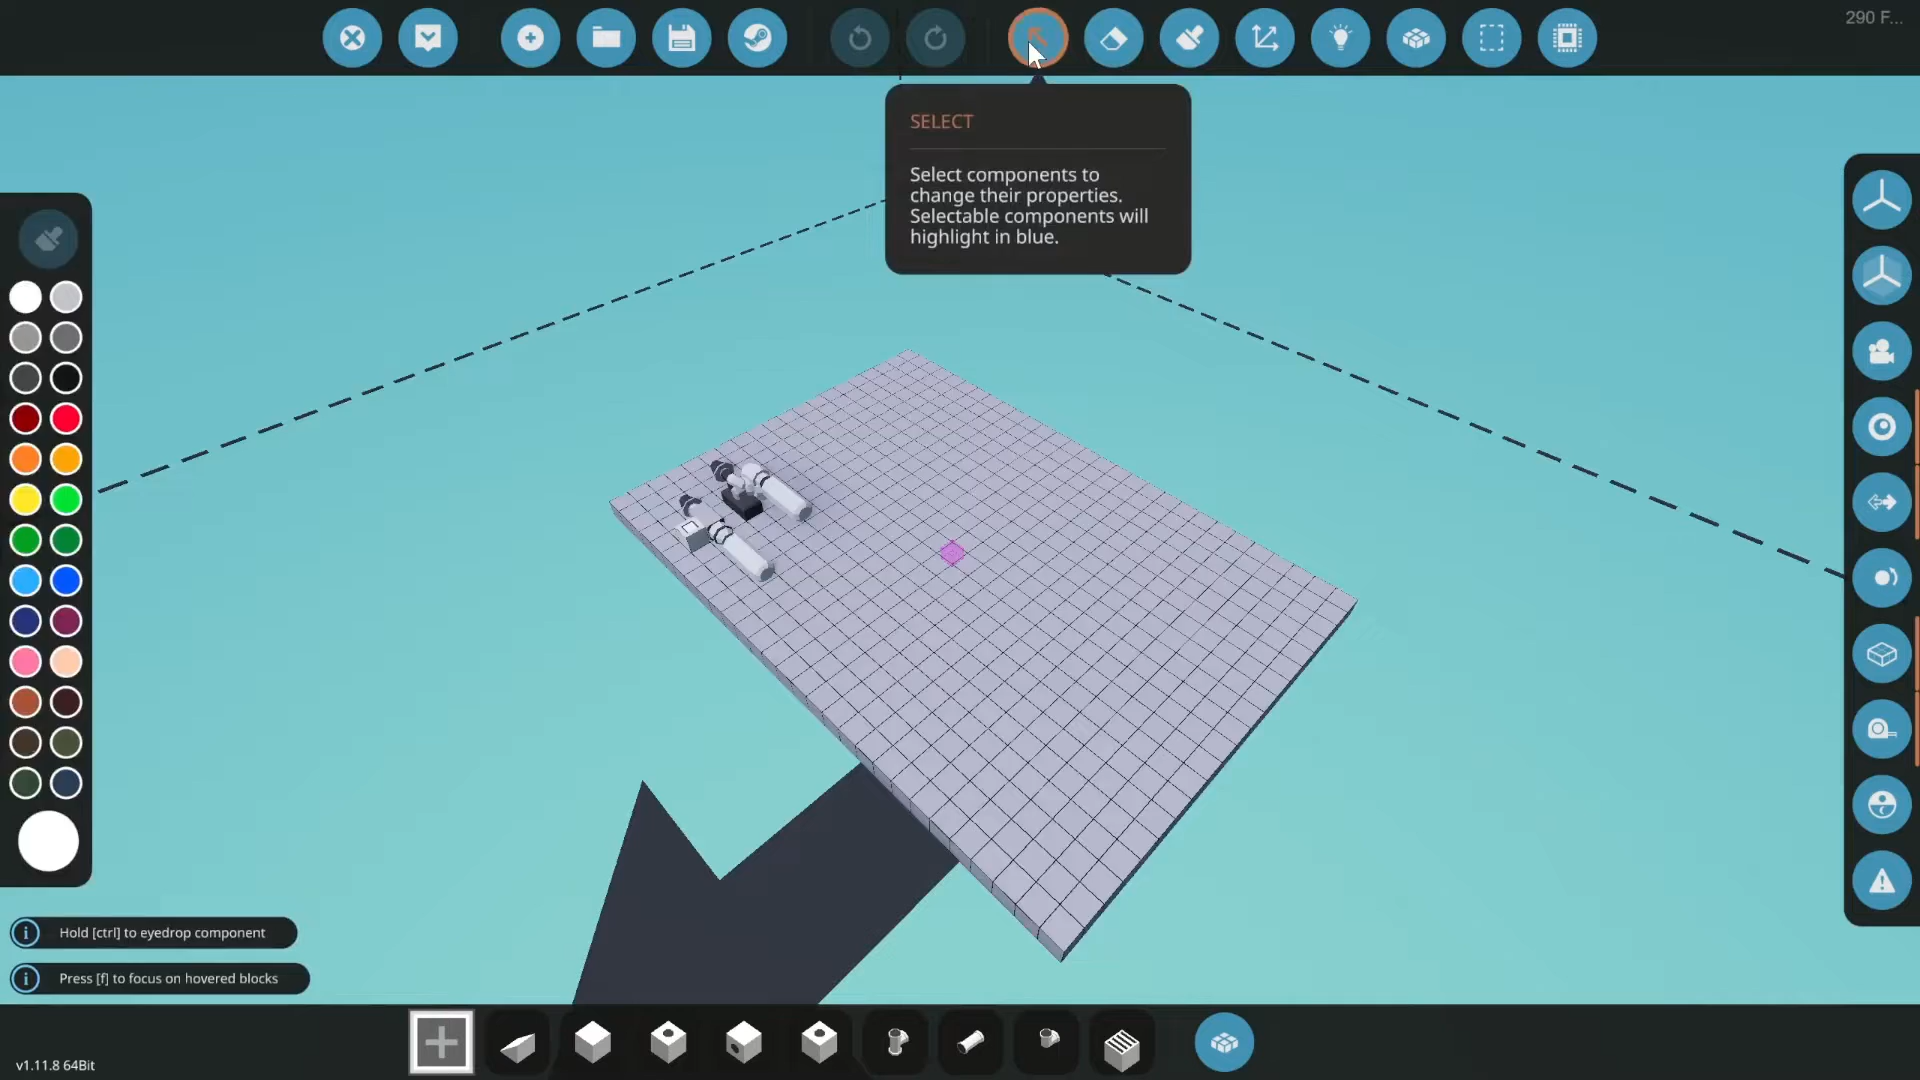 290 F...
SELECT
Select components to
change their properties.
Selectable components will
highlight in blue.
Hold [ctrl] to eyedrop component
Press [f] to focus on hovered blocks
v1.11.8 64Bit